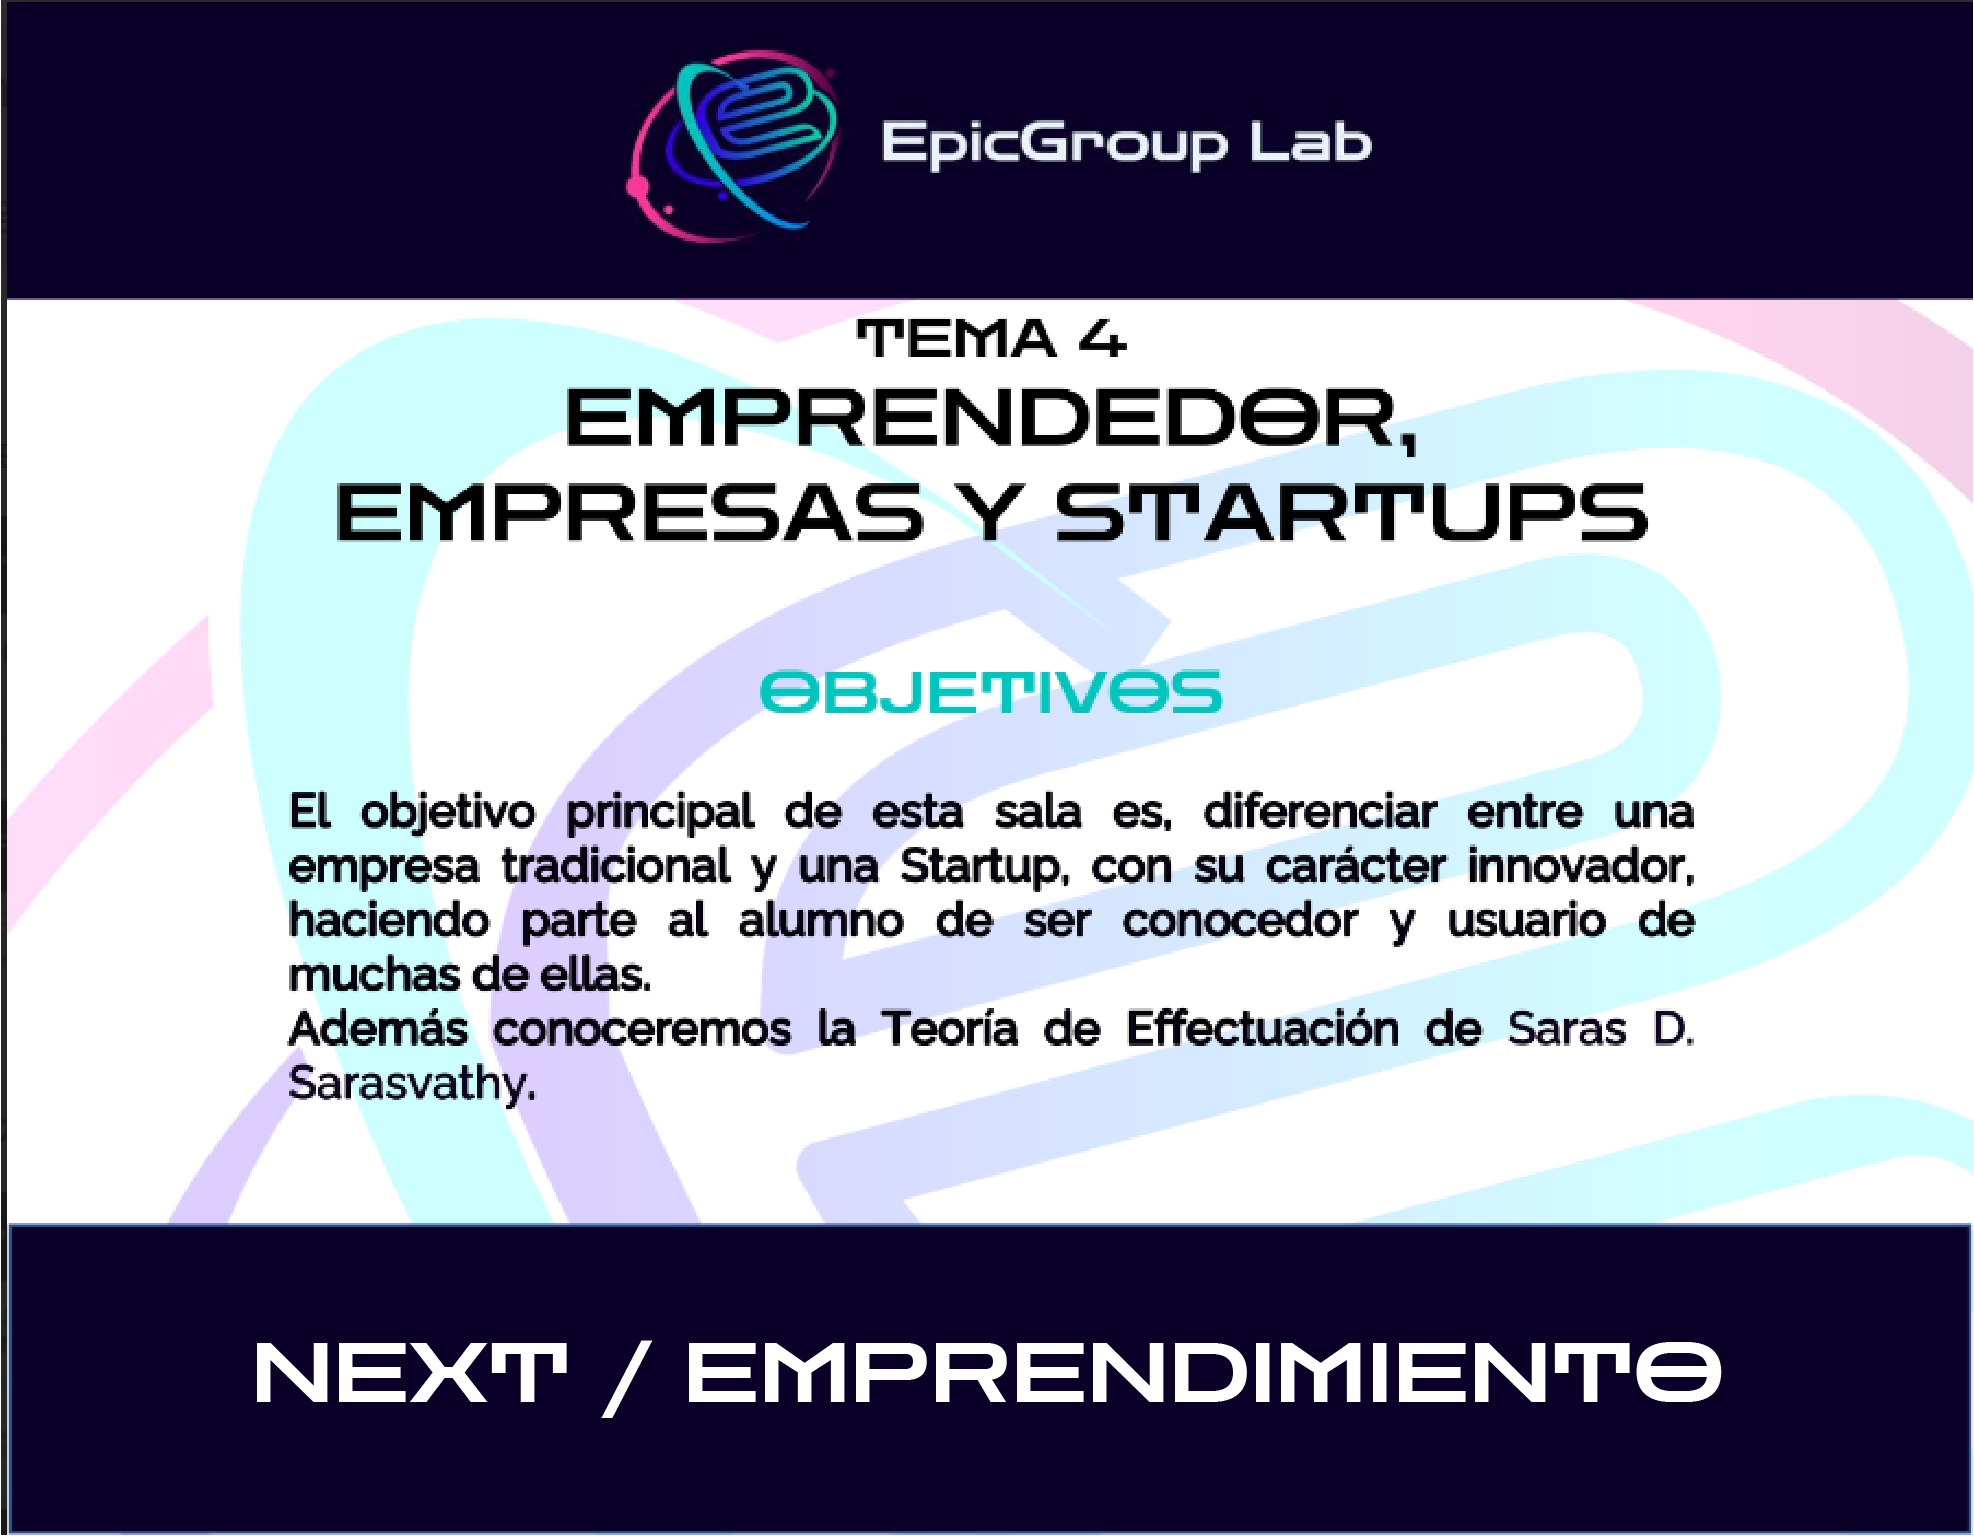 EpicGroup Lab
TEMA 4
EMPRENDEDOR,
EMPRESAS Y STARTUPS
OBJETIVOS
El objetivo principal de esta sala es, diferenciar entre una
empresa tradicional y una Startup, con su carácter innovador,
haciendo parte al alumno de ser conocedor y usuario de
muchas de ellas.
Además conoceremos la Teoría de Effectuación de Saras D.
Sarasvathy.
NEXT / EMPRENDIMIENTO